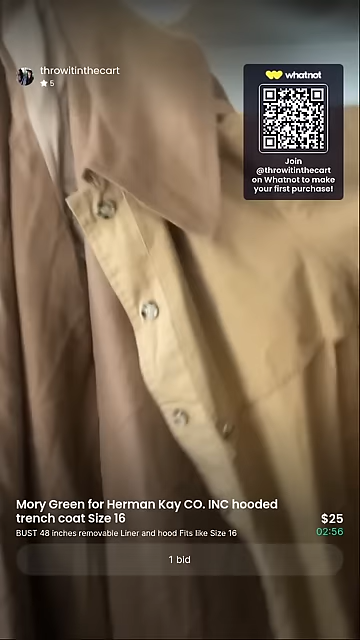 throwitinthecart
★ 5
whatnot
Join
@throwitinthecart
on Whatnot to make
your first purchase!
Mory Green for Herman Kay CO. INC hooded
trench coat Size 16
$25
BUST 48 inches removable Liner and hood Fits like Size 16
02:56
1 bid